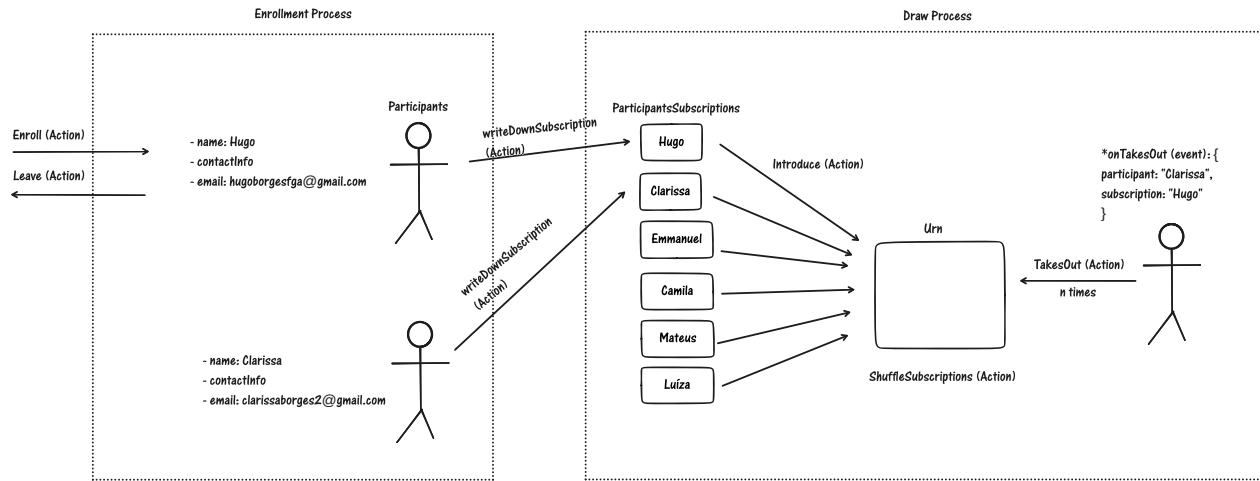 Enrollment Process
Enroll (Action)
Leave (Action)
- name: Hugo
- contactInfo
- email: hugoborgesfga@gmail.com
Participants
writeDownSubscription
(Action)
writeDownSubscription
(Action)
- name: Clarissa
- contactInfo
- email: clarissaborges2@gmail.com
Draw Process
ParticipantsSubscriptions
Hugo
Clarissa
Emmanuel
Camila
Mateus
Luíza
Introduce (Action)
Urn
ShuffleSubscriptions (Action)
TakesOut (Action)
n times
*onTakesOut (event): {
participant: "Clarissa",
subscription: "Hugo"
}